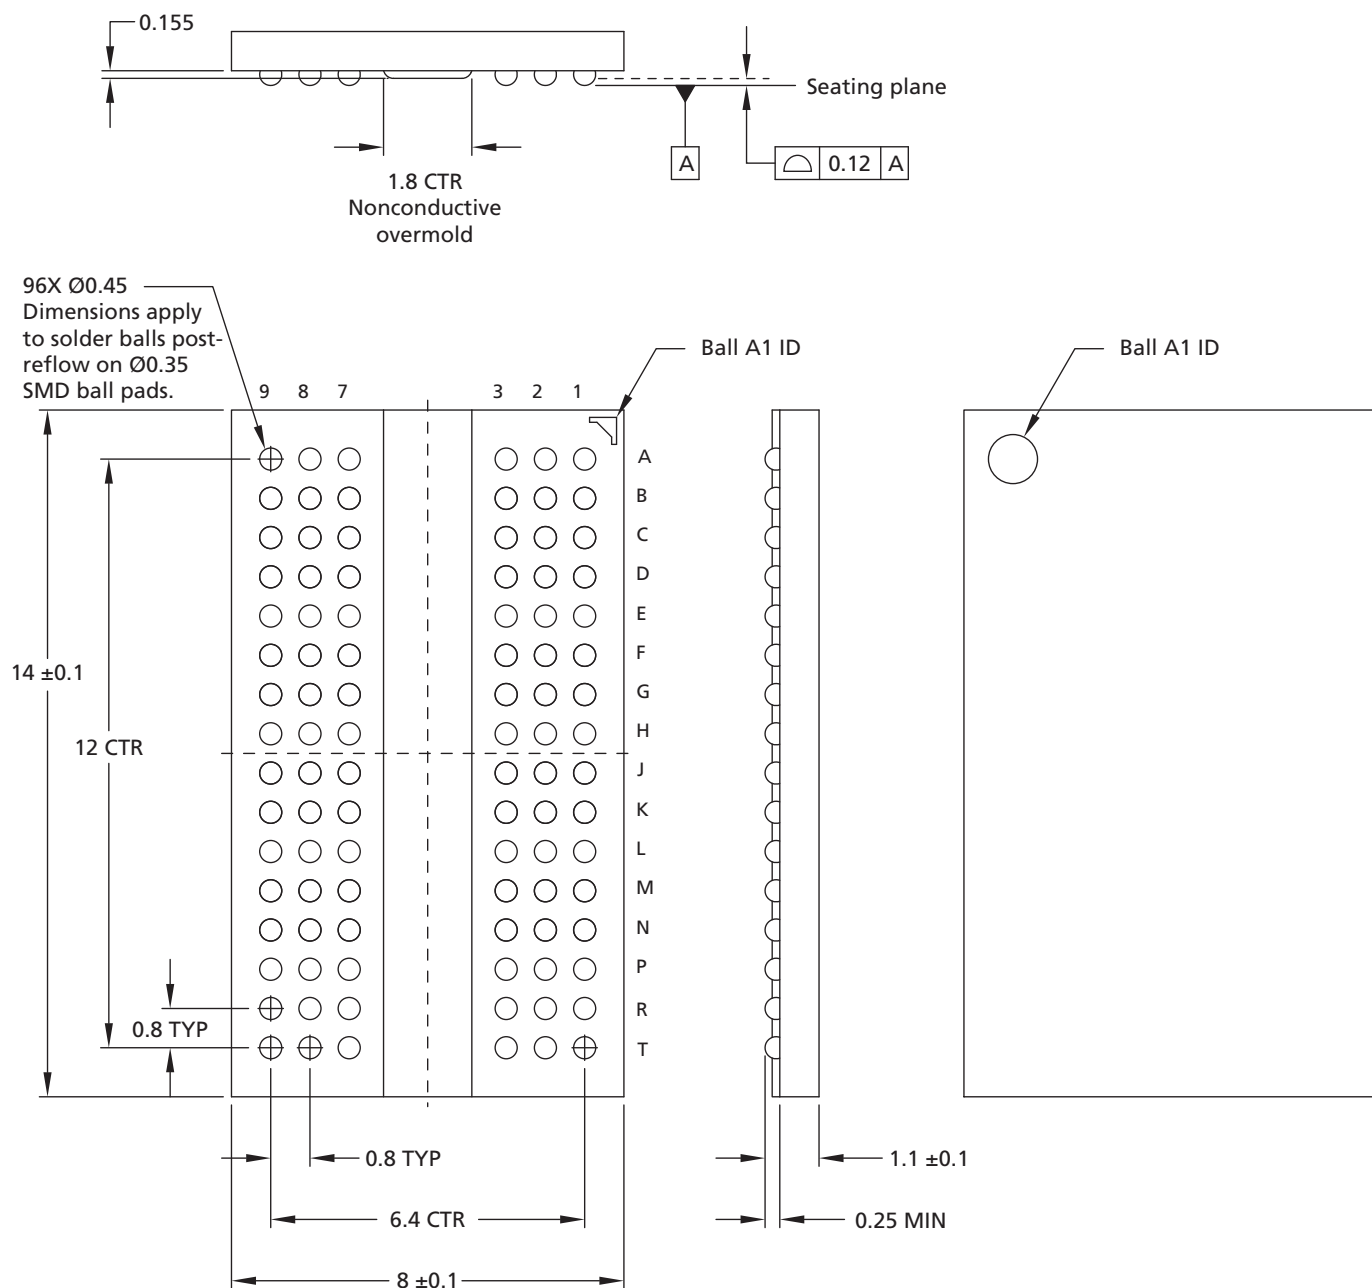 0.155
Seating plane
A
0.12 A
1.8 CTR
Nonconductive
overmold
96X Ø0.45
Dimensions apply
to solder balls post-
reflow on Ø0.35
SMD ball pads.
Ball A1 ID
Ball A1 ID
9 8 7 3 2 1
A
B
C
D
E
F
G
H
J
K
L
M
N
P
R
T
14 ±0.1
12 CTR
0.8 TYP
0.8 TYP
1.1 ±0.1
6.4 CTR
0.25 MIN
8 ±0.1